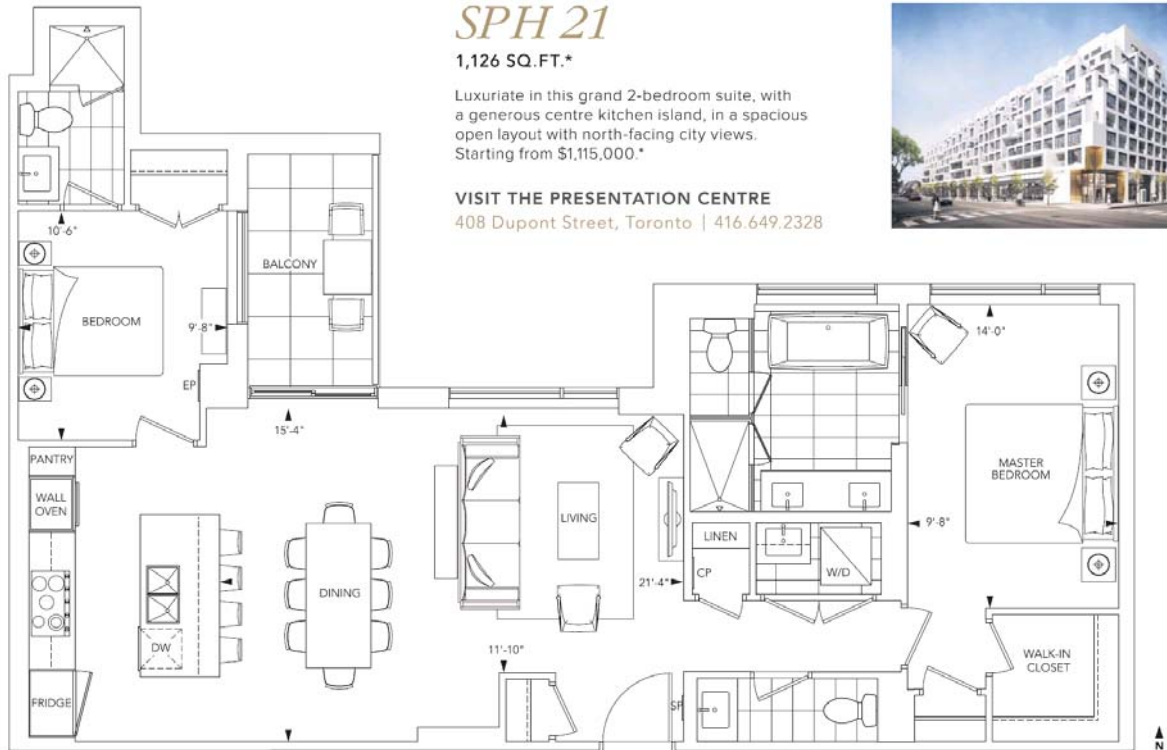 SPH 21
1,126 SQ.FT.*
Luxuriate in this grand 2-bedroom suite, with
a generous centre kitchen island, in a spacious
open layout with north-facing city views.
Starting from $1,115,000.*
VISIT THE PRESENTATION CENTRE
408 Dupont Street, Toronto | 416.649.2328
10'-6"
BALCONY
BEDROOM
9'-8"
EP
14'-0"
15'-4"
PANTRY
WALL
OVEN
MASTER
BEDROOM
LIVING
9'-8"
LINEN
CP
W/D
21'-4"
DINING
DW
11'-10"
WALK-IN
CLOSET
FRIDGE
SP
N